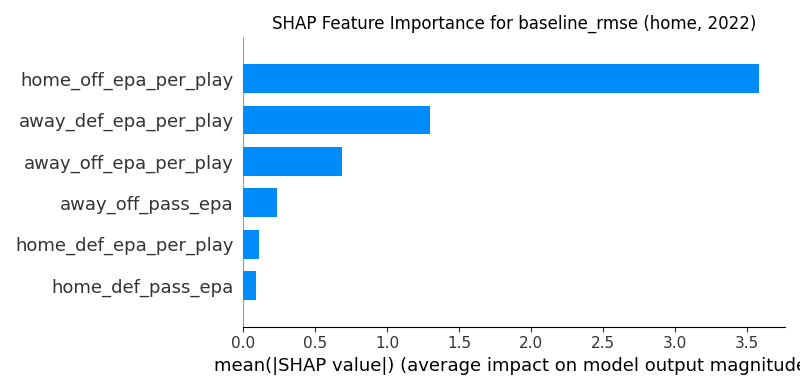 SHAP Feature Importance for baseline_rmse (home, 2022)
home_off_epa_per_play
away_def_epa_per_play
away_off_epa_per_play
away_off_pass_epa
home_def_epa_per_play
home_def_pass_epa
0.0 0.5 1.0 1.5 2.0 2.5 3.0 3.5
mean(|SHAP value|) (average impact on model output magnitude